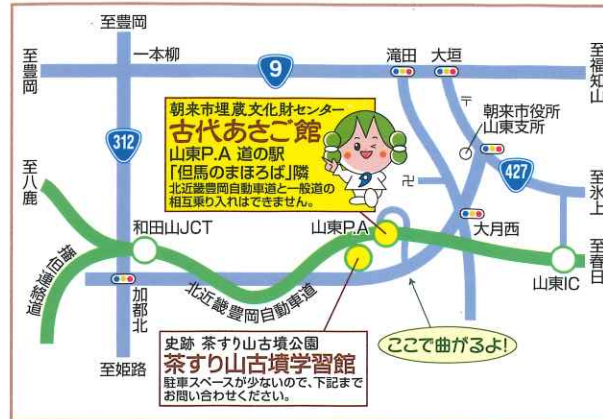 至豊岡
至豊岡
一本柳
9
滝田
大垣
至福知山
312
朝来市埋蔵文化財センター
古代あさご館
山東P.A 道の駅
「但馬のまほろば」隣
北近畿豊岡自動車道と一般道の
相互乗り入れはできません。
〒
朝来市役所
山東支所
427
卍
至八鹿
至氷上
和田山JCT
山東P.A
大月西
至春日
山東IC
播但連絡道
加都北
北近畿豊岡自動車道
至姫路
史跡 茶すり山古墳公園
茶すり山古墳学習館
駐車スペースが少ないので、下記まで
お問い合わせください。
ここで曲がるよ!